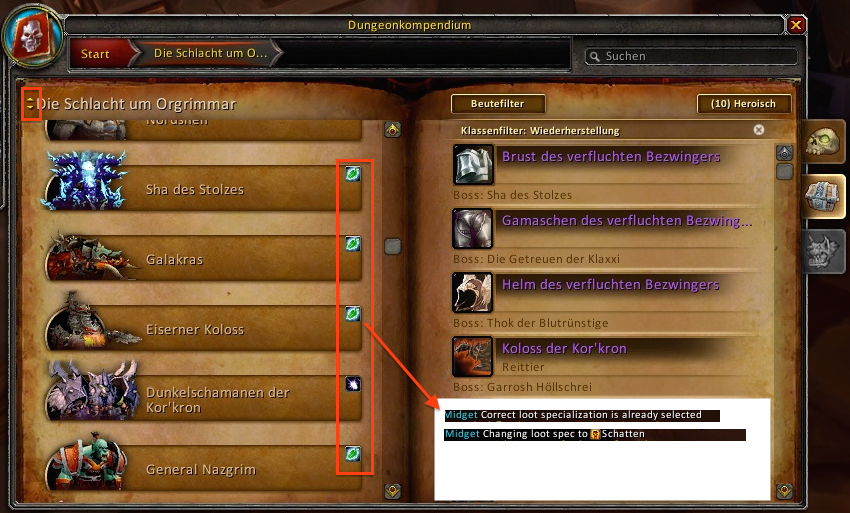 Dungeonkompendium
Start
Die Schlacht um O...
Suchen
Die Schlacht um Orgrimmar
Nordshen
Sha des Stolzes
Galakras
Eiserner Koloss
Dunkelschamanen der
Kor'kron
General Nazgrim
Beutefilter
(10) Heroisch
Klassenfilter: Wiederherstellung
Brust des verfluchten Bezwingers
Boss: Sha des Stolzes
Gamaschen des verfluchten Bezwing...
Boss: Die Getreuen der Klaxxi
Helm des verfluchten Bezwingers
Boss: Thok der Blutrünstige
Koloss der Kor'kron
Reittier
Boss: Garrosh Höllschrei
Midget Correct loot specialization is already selected
Midget Changing loot spec to Schatten